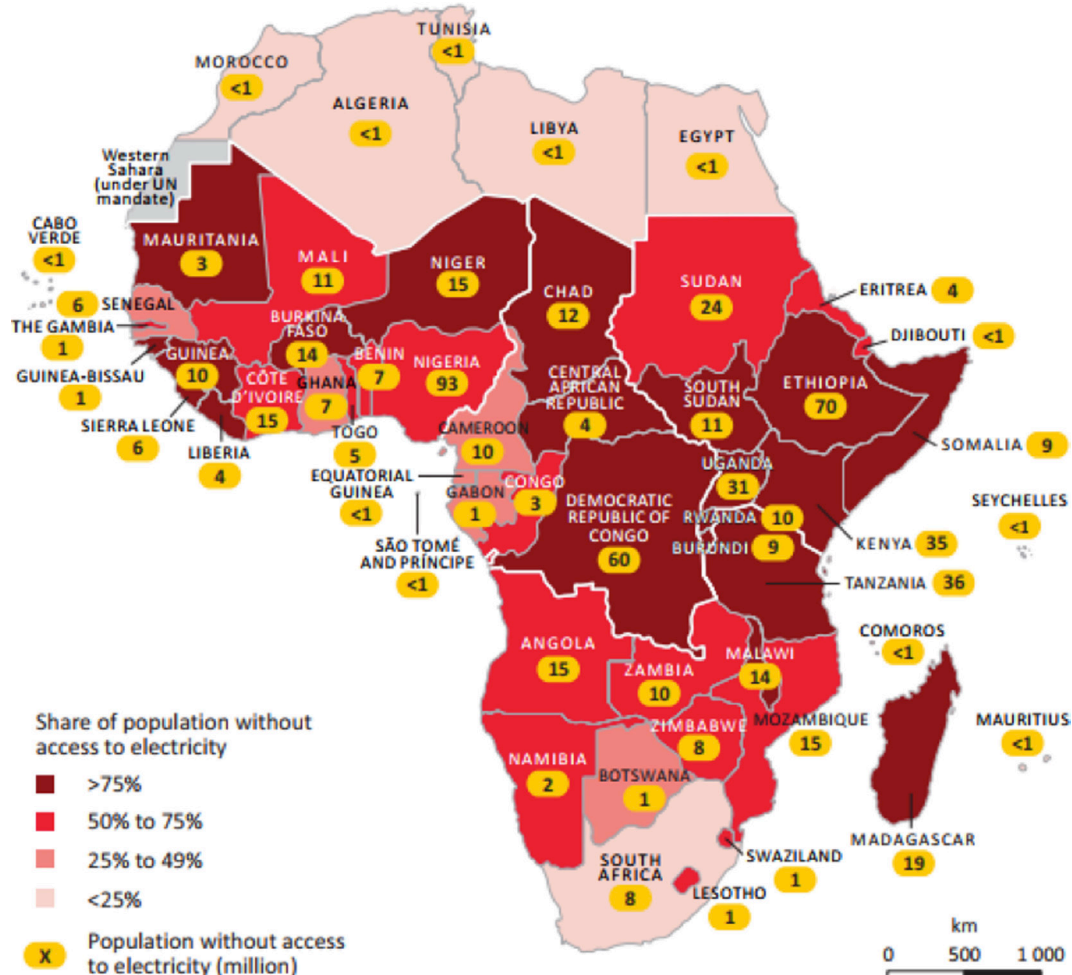 TUNISIA
<1
MOROCCO
<1
ALGERIA
<1
LIBYA
<1
EGYPT
<1
Western
Sahara
(under UN
mandate)
CABO
VERDE
<1
MAURITANIA
3
MALI
11
NIGER
15
CHAD
12
SUDAN
24
ERITREA 4
DJIBOUTI <1
6 SENEGAL
THE GAMBIA
1
GUINEA-BISSAU
1
GUINEA
10
SIERRA LEONE
6
LIBERIA
4
CÔTE
D'IVOIRE
15
BURKINA
FASO
14
GHANA
7
TOGO
5
BENIN
7
NIGERIA
93
CAMEROON
10
CENTRAL
AFRICAN
REPUBLIC
4
SOUTH
SUDAN
11
ETHIOPIA
70
SOMALIA 9
EQUATORIAL
GUINEA
<1
GABON
1
CONGO
3
SÃO TOMÉ
AND PRÍNCIPE
<1
DEMOCRATIC
REPUBLIC OF
CONGO
60
UGANDA
31
RWANDA 10
BURUNDI 9
KENYA 35
TANZANIA 36
SEYCHELLES
<1
COMOROS
<1
ANGOLA
15
ZAMBIA
10
MALAWI
14
MOZAMBIQUE
15
ZIMBABWE
8
MAURITIUS
<1
NAMIBIA
2
BOTSWANA
1
MADAGASCAR
19
SOUTH
AFRICA
8
SWAZILAND
1
LESOTHO
1
Share of population without
access to electricity
>75%
50% to 75%
25% to 49%
<25%
X Population without access
to electricity (million)
km
0 500 1 000